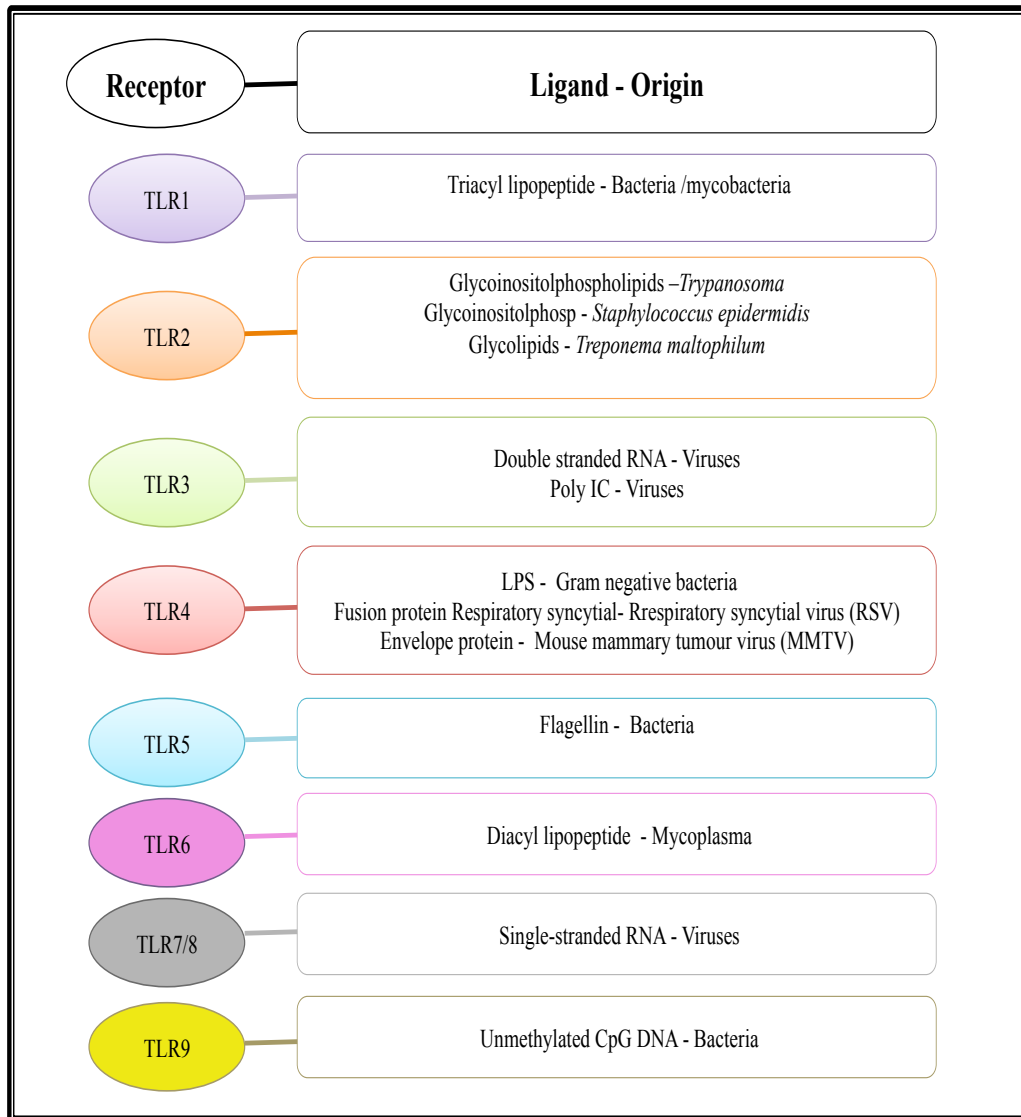 Receptor
Ligand - Origin
TLR1
Triacyl lipopeptide - Bacteria /mycobacteria
TLR2
Glycoinositolphospholipids –Trypanosoma
Glycoinositolphosp - Staphylococcus epidermidis
Glycolipids - Treponema maltophilum
TLR3
Double stranded RNA - Viruses
Poly IC - Viruses
TLR4
LPS - Gram negative bacteria
Fusion protein Respiratory syncytial- Rrespiratory syncytial virus (RSV)
Envelope protein - Mouse mammary tumour virus (MMTV)
TLR5
Flagellin - Bacteria
TLR6
Diacyl lipopeptide - Mycoplasma
TLR7/8
Single-stranded RNA - Viruses
TLR9
Unmethylated CpG DNA - Bacteria